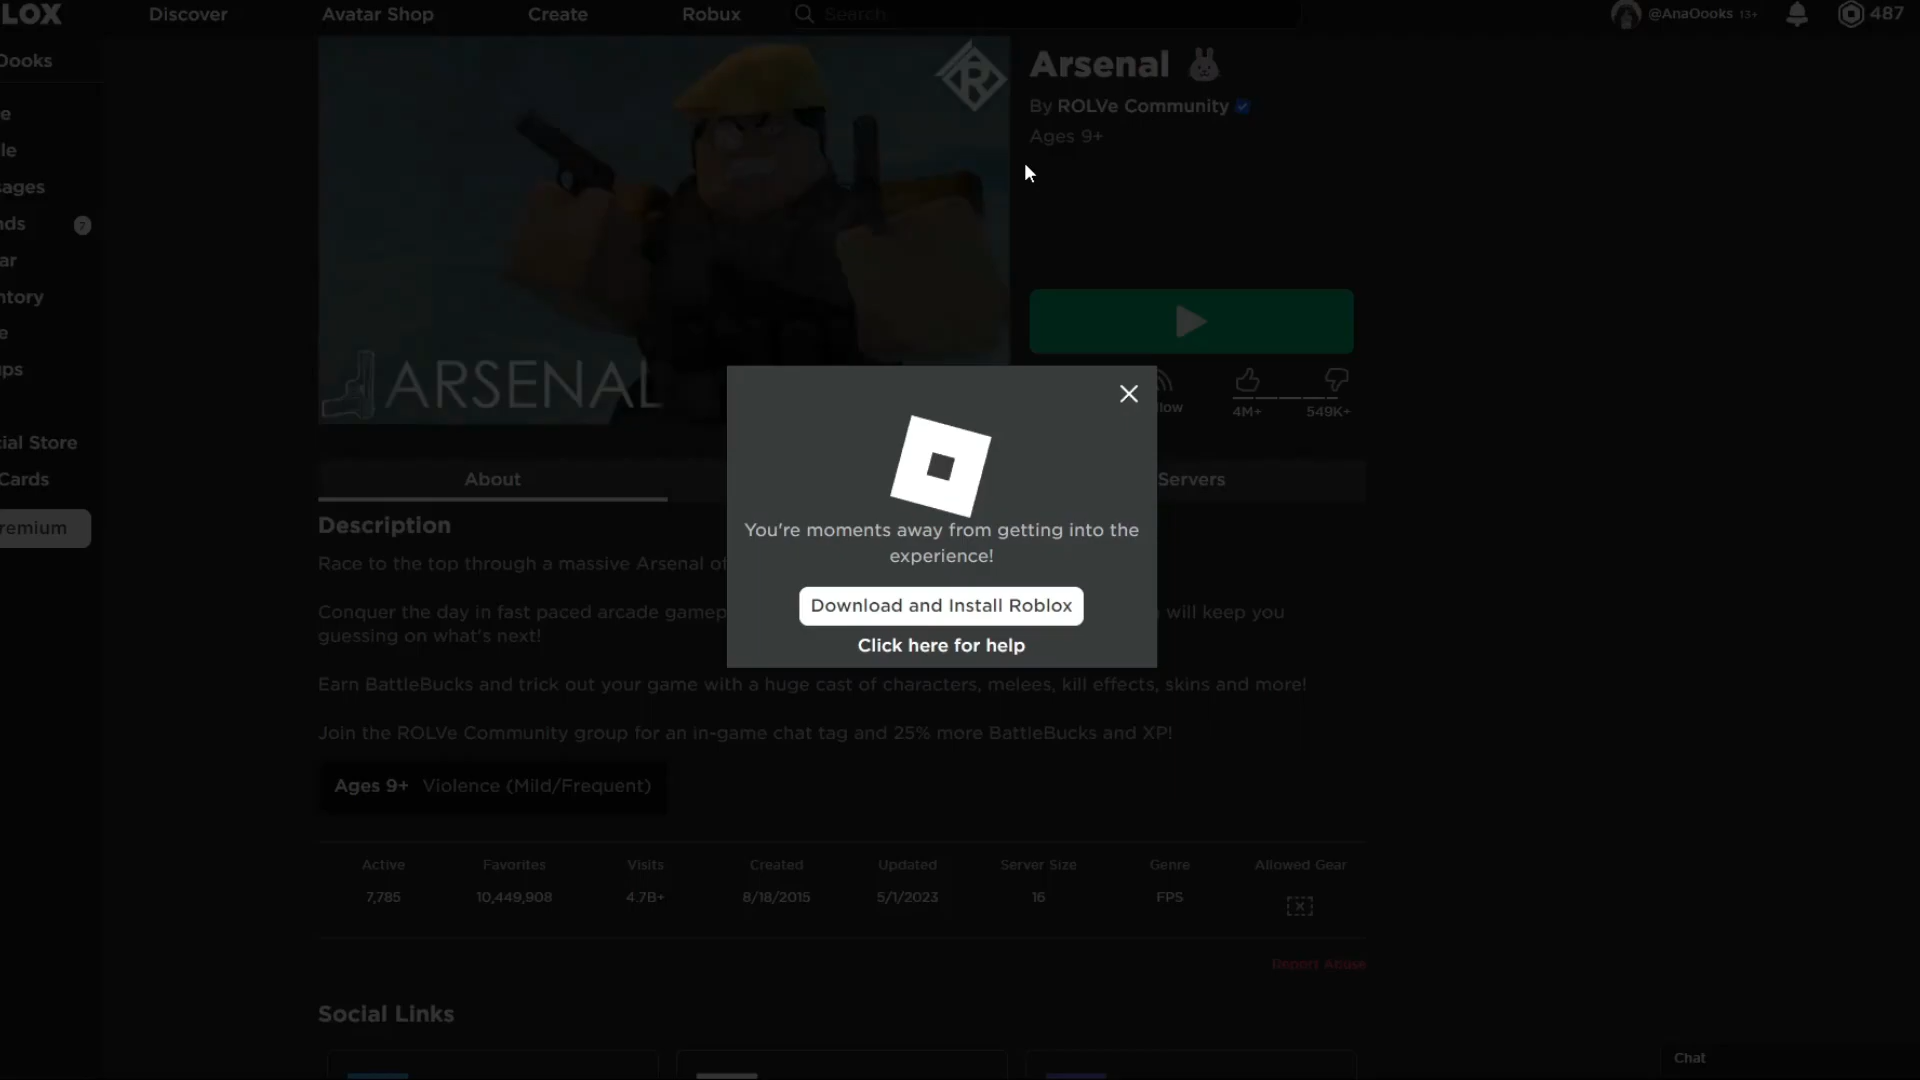 LOX
Discover
Avatar Shop
Create
Robux
Search
@AnaOoks 13+
487
Ooks
e
le
sages
nds
7
ar
ntory
e
ps
ial Store
Cards
remium
R
ARSENAL
Arsenal
By ROLVe Community
Ages 9+
low
4M+
549K+
About
Servers
You're moments away from getting into the
experience!
Download and Install Roblox
Click here for help
Description
Race to the top through a massive Arsenal of
Conquer the day in fast paced arcade gamep
will keep you
guessing on what's next!
Earn BattleBucks and trick out your game with a huge cast of characters, melees, kill effects, skins and more!
Join the ROLVe Community group for an in-game chat tag and 25% more BattleBucks and XP!
Ages 9+ Violence (Mild/Frequent)
Active
Favorites
Visits
Created
Updated
Server Size
Genre
Allowed Gear
7,785
10,449,908
4.7B+
8/18/2015
5/1/2023
16
FPS
Report Abuse
Social Links
Chat